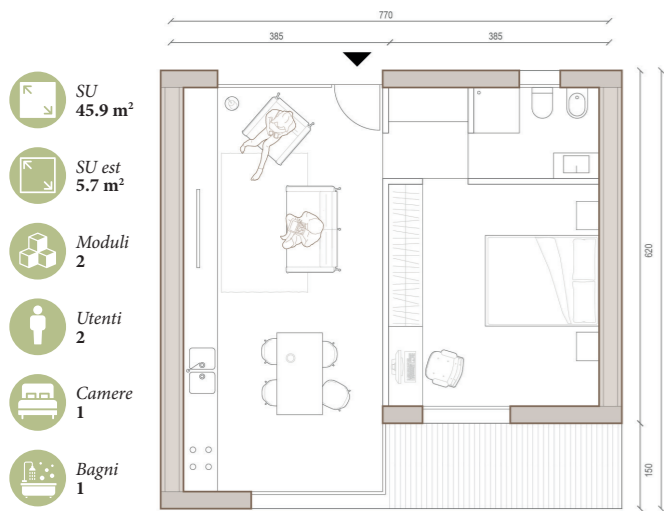 770
385
385
SU
45.9 m²
SU est
5.7 m²
Moduli
2
Utenti
2
Camere
1
Bagni
1
620
150